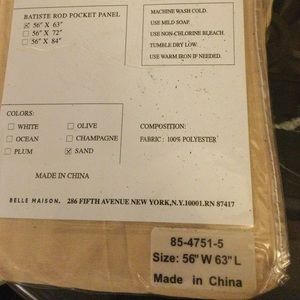 BATISTE ROD POCKET PANEL
☒ 56" X 63"
☐ 56" X 72"
☐ 56" X 84"
MACHINE WASH COLD.
USE MILD SOAP.
USE NON-CHLORINE BLEACH.
TUMBLE DRY LOW.
USE WARM IRON IF NEEDED.
COLORS:
☐ WHITE ☐ OLIVE
☐ OCEAN ☐ CHAMPAGNE
☐ PLUM ☒ SAND
COMPOSITION:
FABRIC : 100% POLYESTER
MADE IN CHINA
BELLE MAISON. 286 FIFTH AVENUE NEW YORK,N.Y.10001.RN 87417
85-4751-5
Size: 56" W 63" L
Made in China